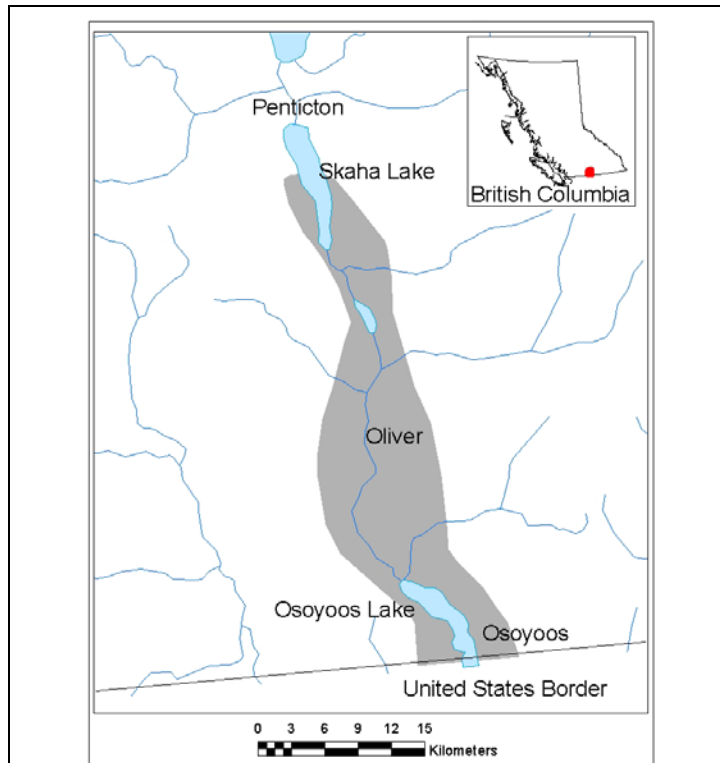 Penticton
Skaha Lake
British Columbia
Oliver
Osoyoos Lake
Osoyoos
United States Border
0 3 6 9 12 15
Kilometers